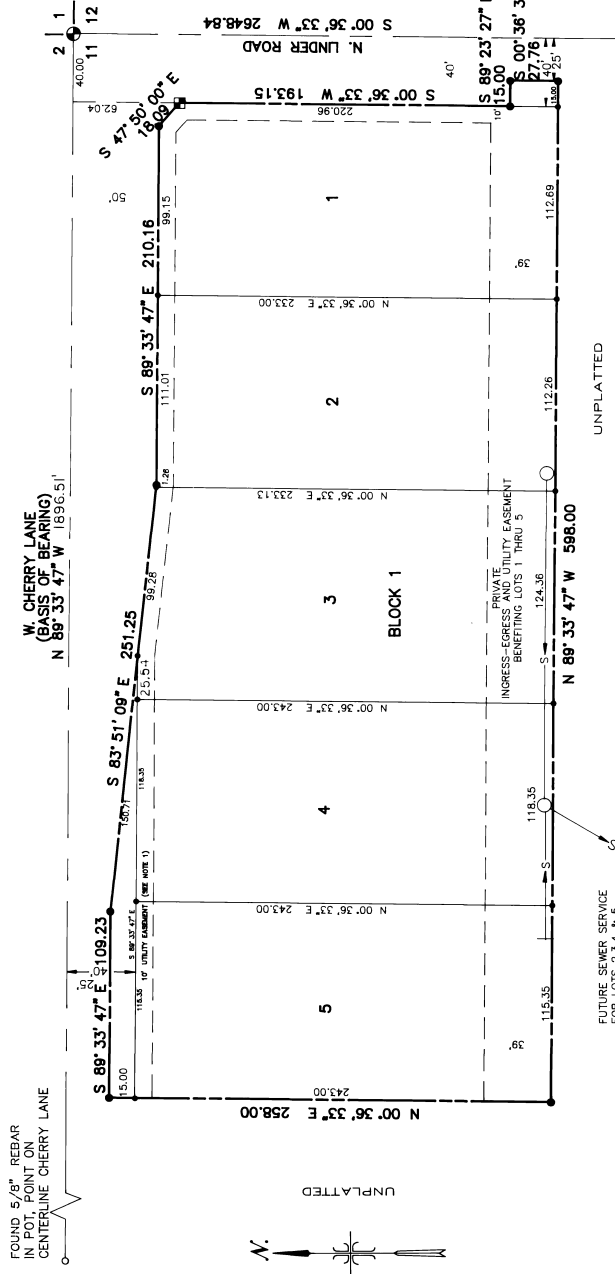 FOUND 5/8" REBAR
IN POT, POINT ON
CENTERLINE CHERRY LANE
W. CHERRY LANE
(BASIS OF BEARING)
N 89° 33' 47" W 1896.51'
2 1
11 12
40.00
N. LINDER ROAD
S 00° 36' 33" W 2648.84
62.04
S 47° 50' 00" E
18.09
50'
40'
S 00° 36' 33" W 193.15
220.96
S 89° 23' 27"
15.00
S 00° 36' 3
27.76
40'
25'
10'
15.00
S 89° 33' 47" E 109.23
25'
40'
S 83° 51' 09" E 251.25
S 89° 33' 47" E 210.16
150.71
25.54
99.28
1.26
111.01
99.15
15.00
118.35
S 89° 33' 47" E
118.35
10' UTILITY EASEMENT (SEE NOTE 1)
N 00° 36' 33" E 258.00
243.00
5
N 00° 36' 33" E
243.00
4
N 00° 36' 33" E
243.00
3
BLOCK 1
N 00° 36' 33" E
233.13
2
N 00° 36' 33" E
233.00
1
39'
39'
PRIVATE
INGRESS-EGRESS AND UTILITY EASEMENT
BENEFITING LOTS 1 THRU 5
115.35
118.35
124.36
112.26
112.69
S
S
S
N 89° 33' 47" W 598.00
UNPLATTED
UNPLATTED
N.
FUTURE SEWER SERVICE